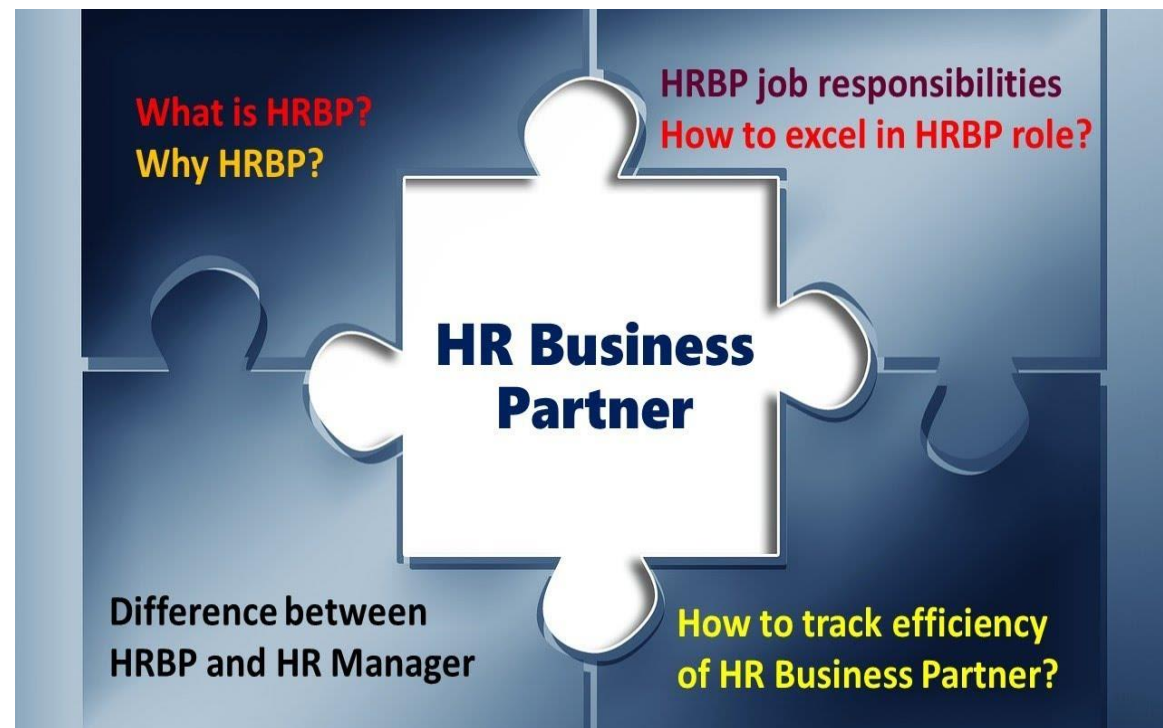 What is HRBP?
Why HRBP?
HRBP job responsibilities
How to excel in HRBP role?
HR Business
Partner
Difference between
HRBP and HR Manager
How to track efficiency
of HR Business Partner?